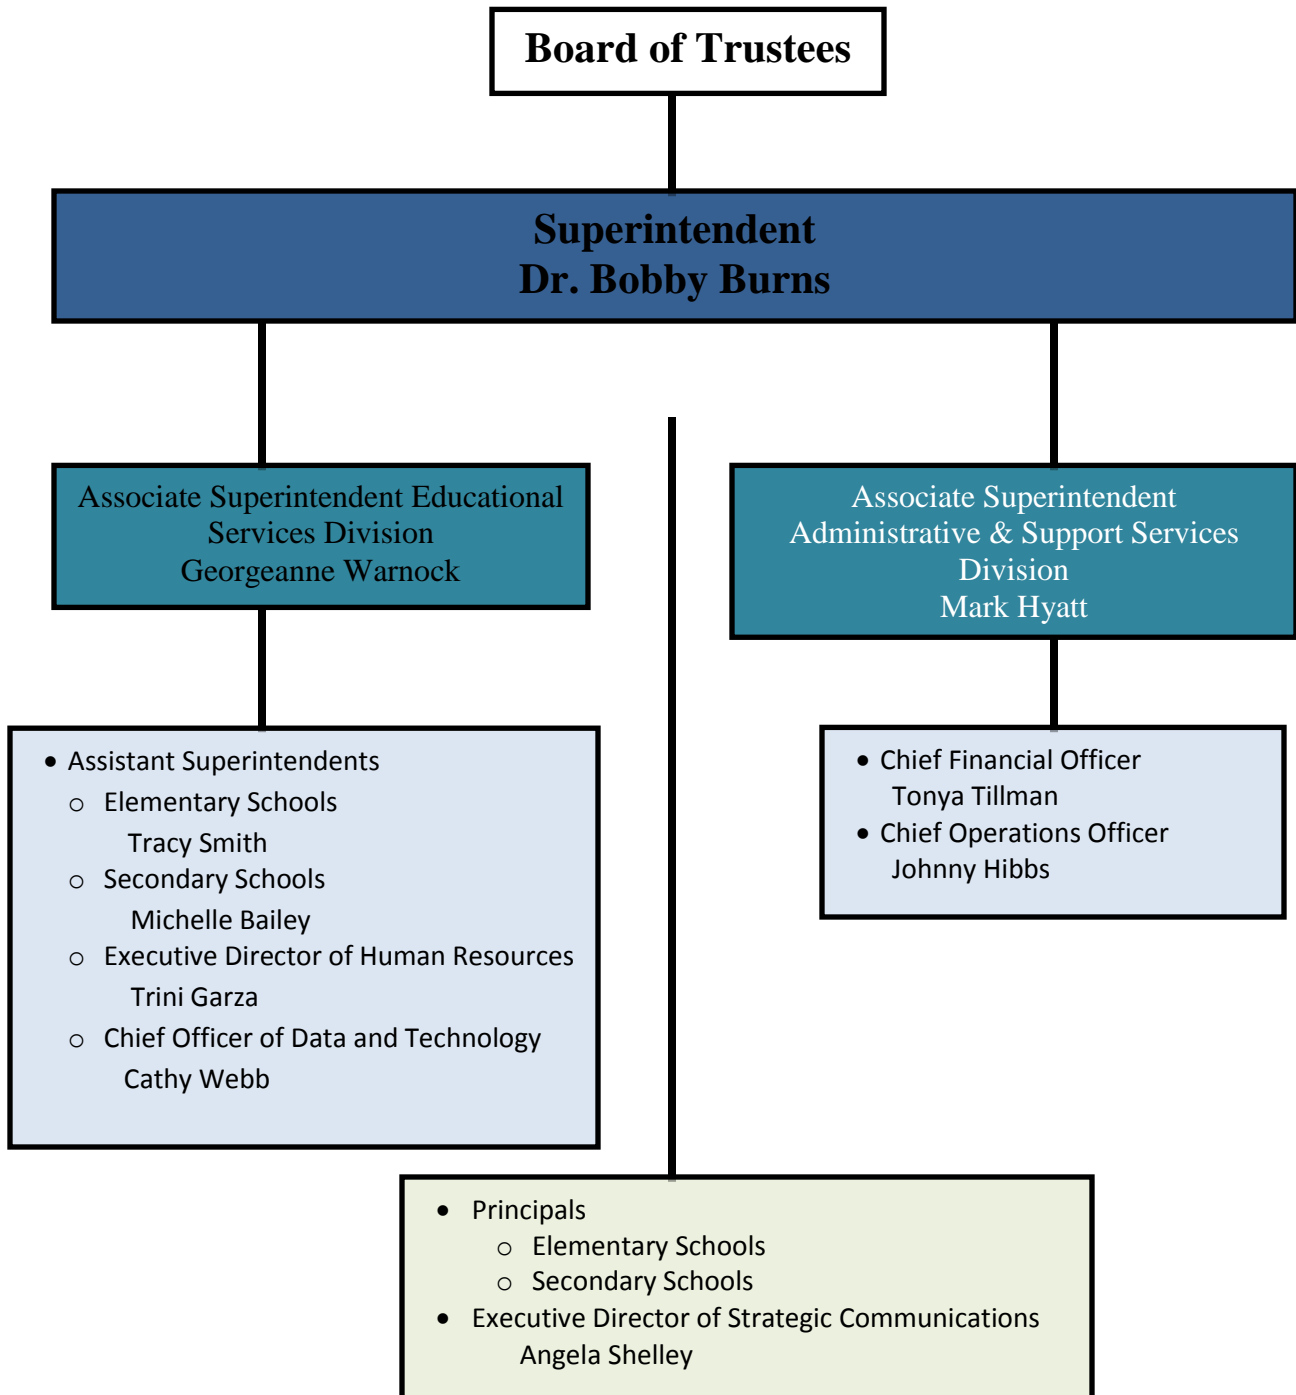 Board of Trustees
Superintendent
Dr. Bobby Burns
Associate Superintendent Educational
Services Division
Georgeanne Warnock
Associate Superintendent
Administrative & Support Services
Division
Mark Hyatt
• Assistant Superintendents
o Elementary Schools
Tracy Smith
o Secondary Schools
Michelle Bailey
o Executive Director of Human Resources
Trini Garza
o Chief Officer of Data and Technology
Cathy Webb
• Chief Financial Officer
Tonya Tillman
• Chief Operations Officer
Johnny Hibbs
• Principals
o Elementary Schools
o Secondary Schools
• Executive Director of Strategic Communications
Angela Shelley